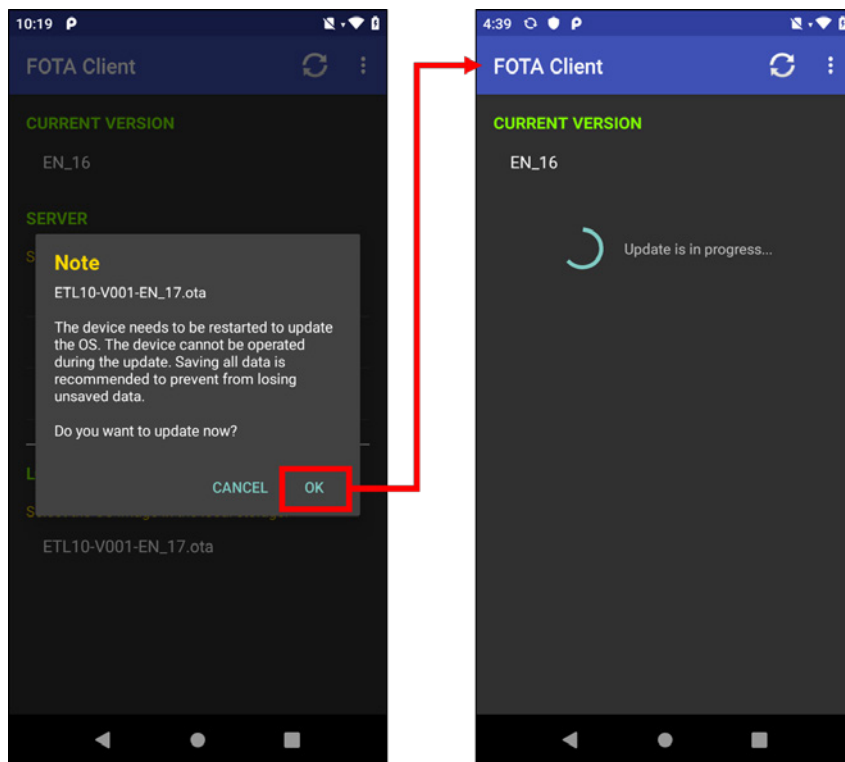 10:19
FOTA Client
CURRENT VERSION
EN_16
SERVER
Note
ETL10-V001-EN_17.ota
The device needs to be restarted to update
the OS. The device cannot be operated
during the update. Saving all data is
recommended to prevent from losing
unsaved data.
Do you want to update now?
CANCEL OK
ETL10-V001-EN_17.ota
4:39
FOTA Client
CURRENT VERSION
EN_16
Update is in progress...